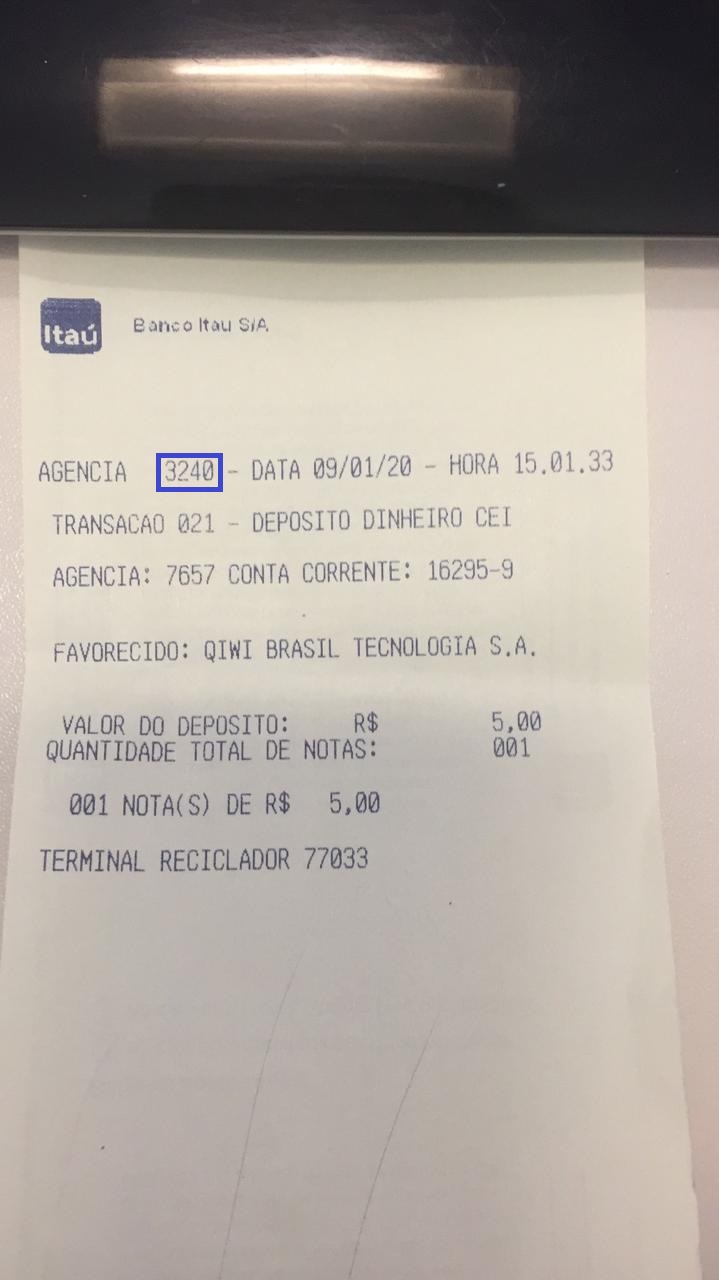 Itaú Banco Itau S/A
AGENCIA 3240 - DATA 09/01/20 - HORA 15.01.33
TRANSACAO 021 - DEPOSITO DINHEIRO CEI
AGENCIA: 7657 CONTA CORRENTE: 16295-9
FAVORECIDO: QIWI BRASIL TECNOLOGIA S.A.
VALOR DO DEPOSITO: R$ 5,00
QUANTIDADE TOTAL DE NOTAS: 001
001 NOTA(S) DE R$ 5,00
TERMINAL RECICLADOR 77033